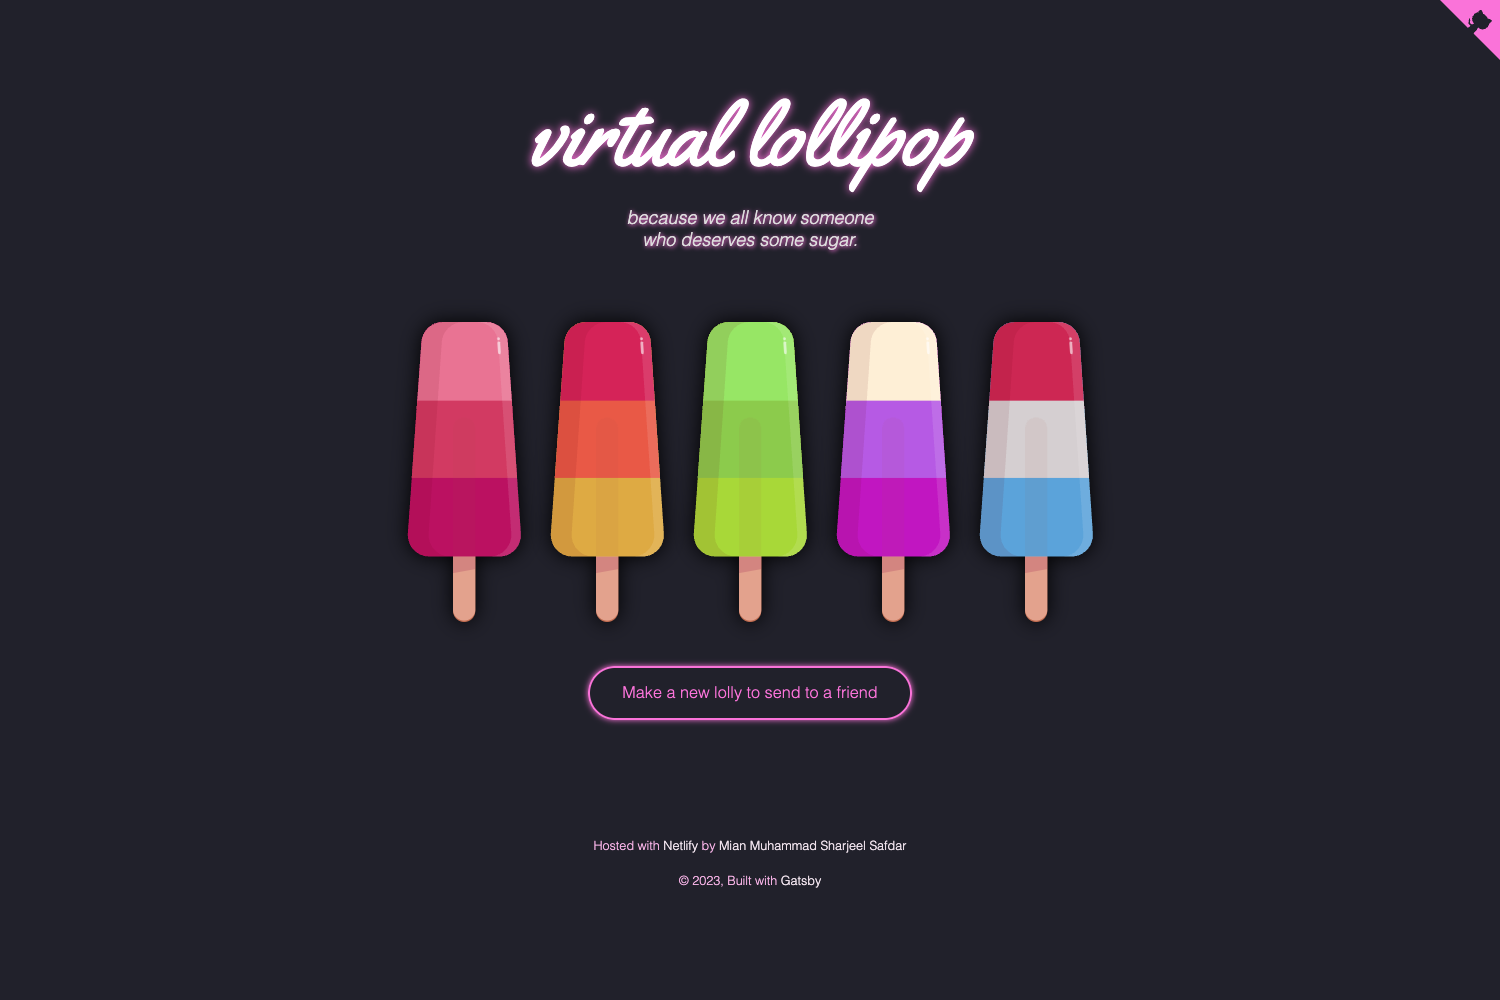 virtual lollipop
because we all know someone
who deserves some sugar.
Make a new lolly to send to a friend
Hosted with Netlify by Mian Muhammad Sharjeel Safdar
© 2023, Built with Gatsby